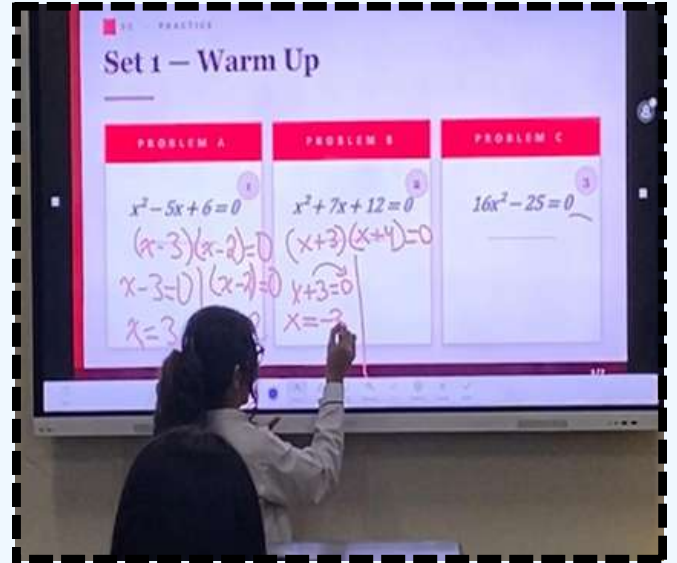 PRACTICE
Set 1 — Warm Up
PROBLEM A
1
x² – 5x + 6 = 0
(x-3)(x-2)=0
x-3=0 | (x-2)=0
x=3
PROBLEM B
2
x² + 7x + 12 = 0
(x+3)(x+4)=0
x+3=0
x=-3
PROBLEM C
3
16x² – 25 = 0